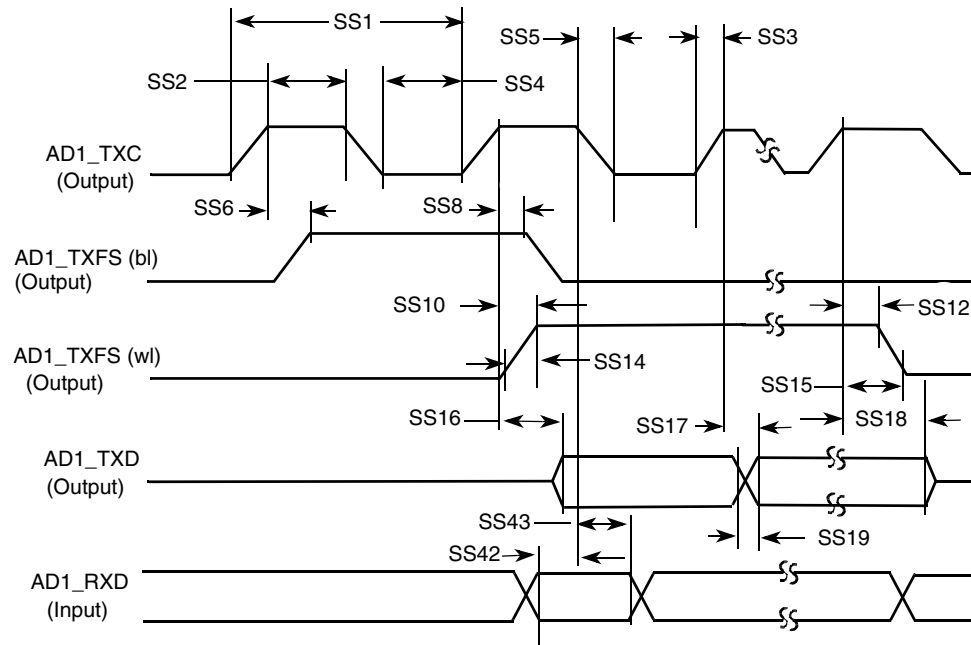 SS1
SS5
SS3
SS2
SS4
AD1_TXC
(Output)
SS6
SS8
AD1_TXFS (bl)
(Output)
SS10
SS12
AD1_TXFS (wl)
(Output)
SS14
SS15
SS16
SS17
SS18
AD1_TXD
(Output)
SS43
SS19
SS42
AD1_RXD
(Input)